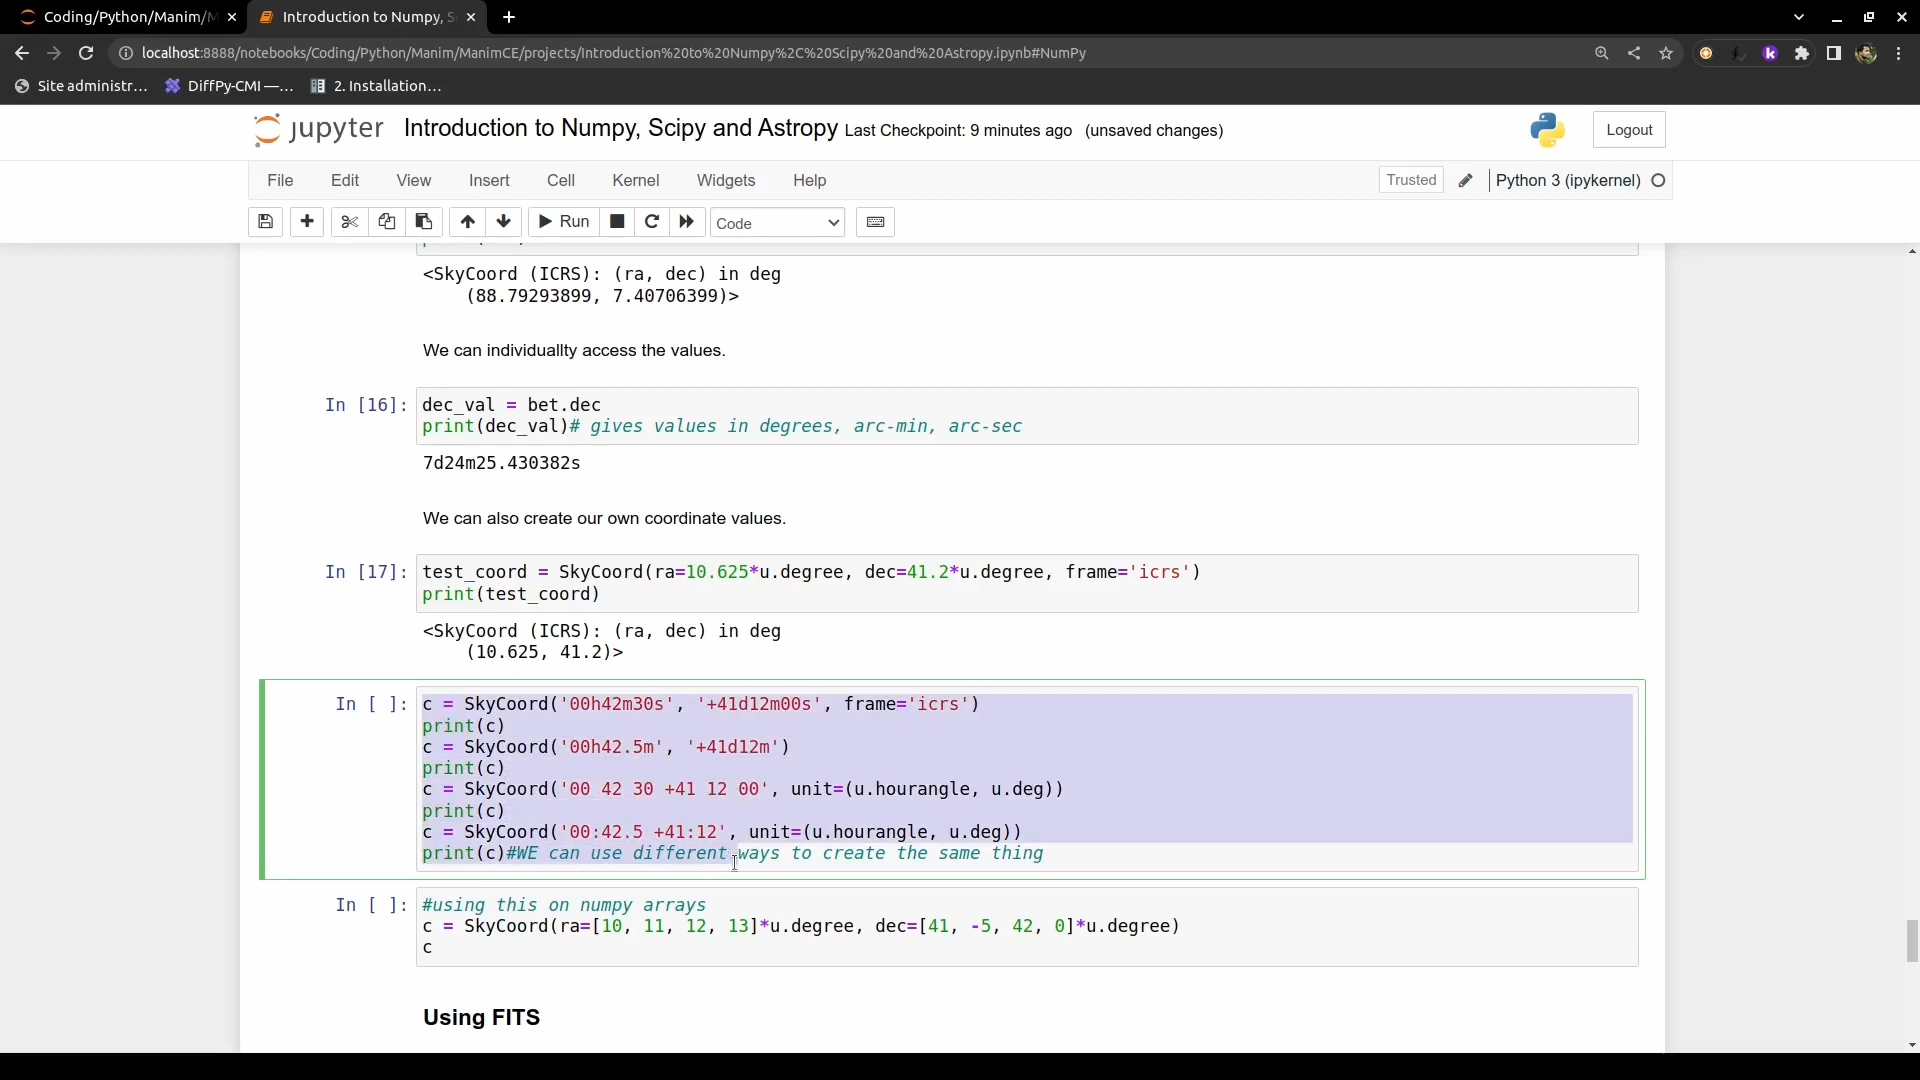 Coding/Python/Manim/M
Introduction to Numpy, S
localhost:8888/notebooks/Coding/Python/Manim/ManimCE/projects/Introduction%20to%20Numpy%2C%20Scipy%20and%20Astropy.ipynb#NumPy
Site administr...
DiffPy-CMI —...
2. Installation...
jupyter
Introduction to Numpy, Scipy and Astropy Last Checkpoint: 9 minutes ago (unsaved changes)
Logout
File Edit View Insert Cell Kernel Widgets Help
Trusted
Python 3 (ipykernel)
Run
Code
<SkyCoord (ICRS): (ra, dec) in deg
(88.79293899, 7.40706399)>
We can individuallty access the values.
In [16]:
dec_val = bet.dec
print(dec_val)# gives values in degrees, arc-min, arc-sec
7d24m25.430382s
We can also create our own coordinate values.
In [17]:
test_coord = SkyCoord(ra=10.625*u.degree, dec=41.2*u.degree, frame='icrs')
print(test_coord)
<SkyCoord (ICRS): (ra, dec) in deg
(10.625, 41.2)>
In [ ]:
c = SkyCoord('00h42m30s', '+41d12m00s', frame='icrs')
print(c)
c = SkyCoord('00h42.5m', '+41d12m')
print(c)
c = SkyCoord('00 42 30 +41 12 00', unit=(u.hourangle, u.deg))
print(c)
c = SkyCoord('00:42.5 +41:12', unit=(u.hourangle, u.deg))
print(c)#WE can use different ways to create the same thing
In [ ]:
#using this on numpy arrays
c = SkyCoord(ra=[10, 11, 12, 13]*u.degree, dec=[41, -5, 42, 0]*u.degree)
c
Using FITS